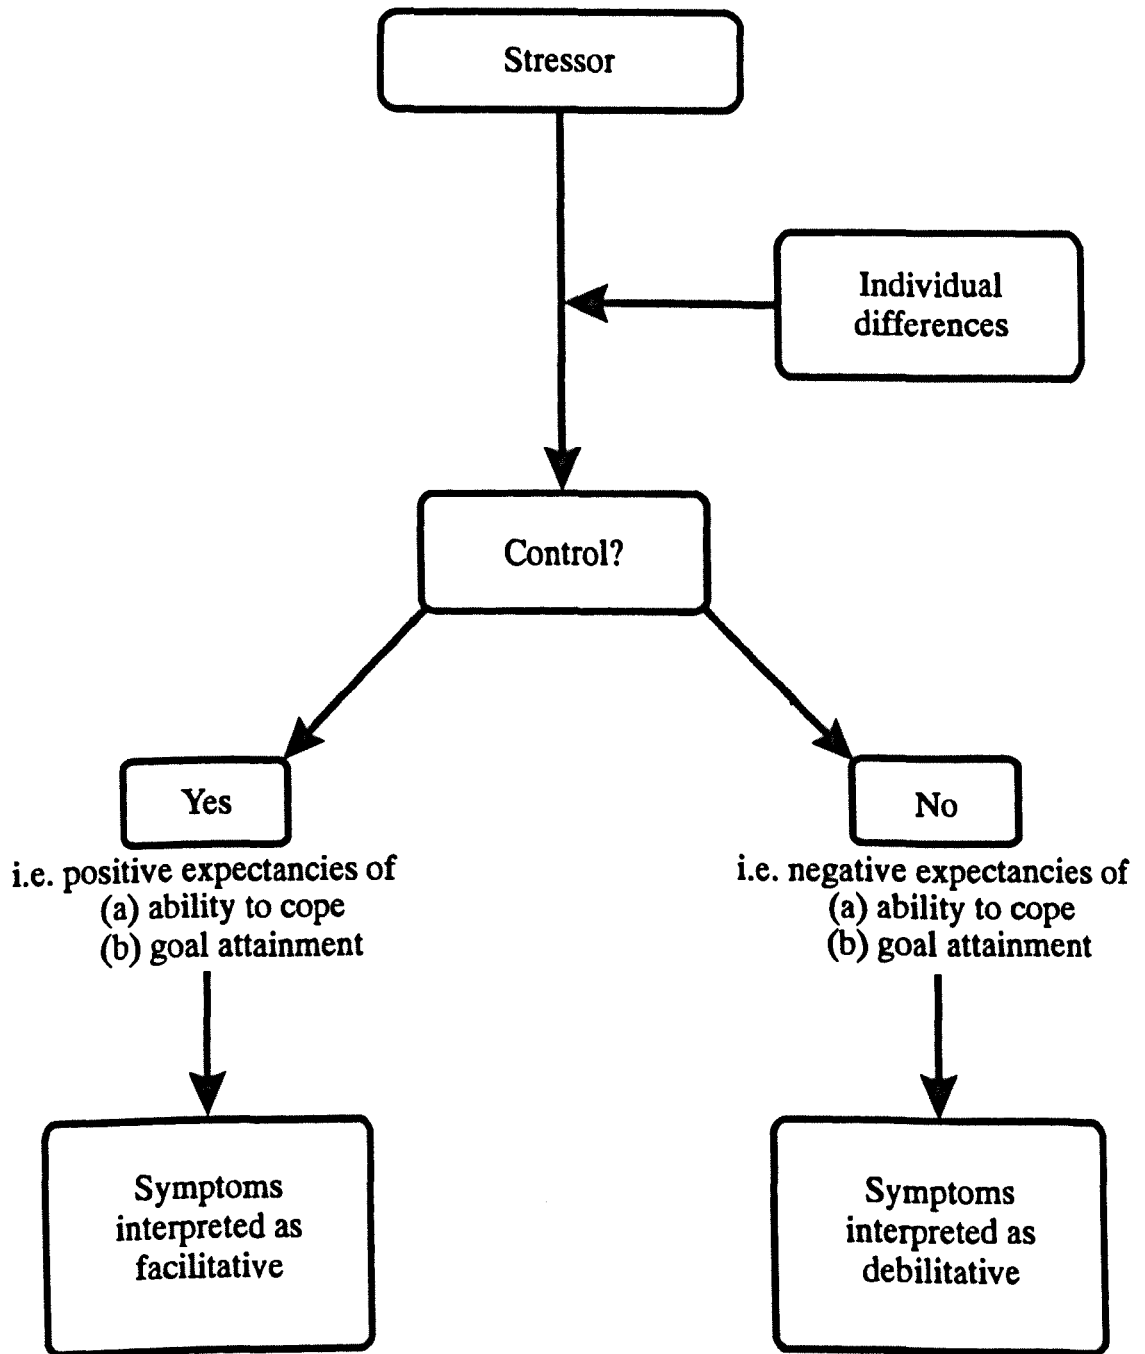 Stressor
Individual
differences
Control?
Yes
i.e. positive expectancies of
(a) ability to cope
(b) goal attainment
No
i.e. negative expectancies of
(a) ability to cope
(b) goal attainment
Symptoms
interpreted as
facilitative
Symptoms
interpreted as
debilitative